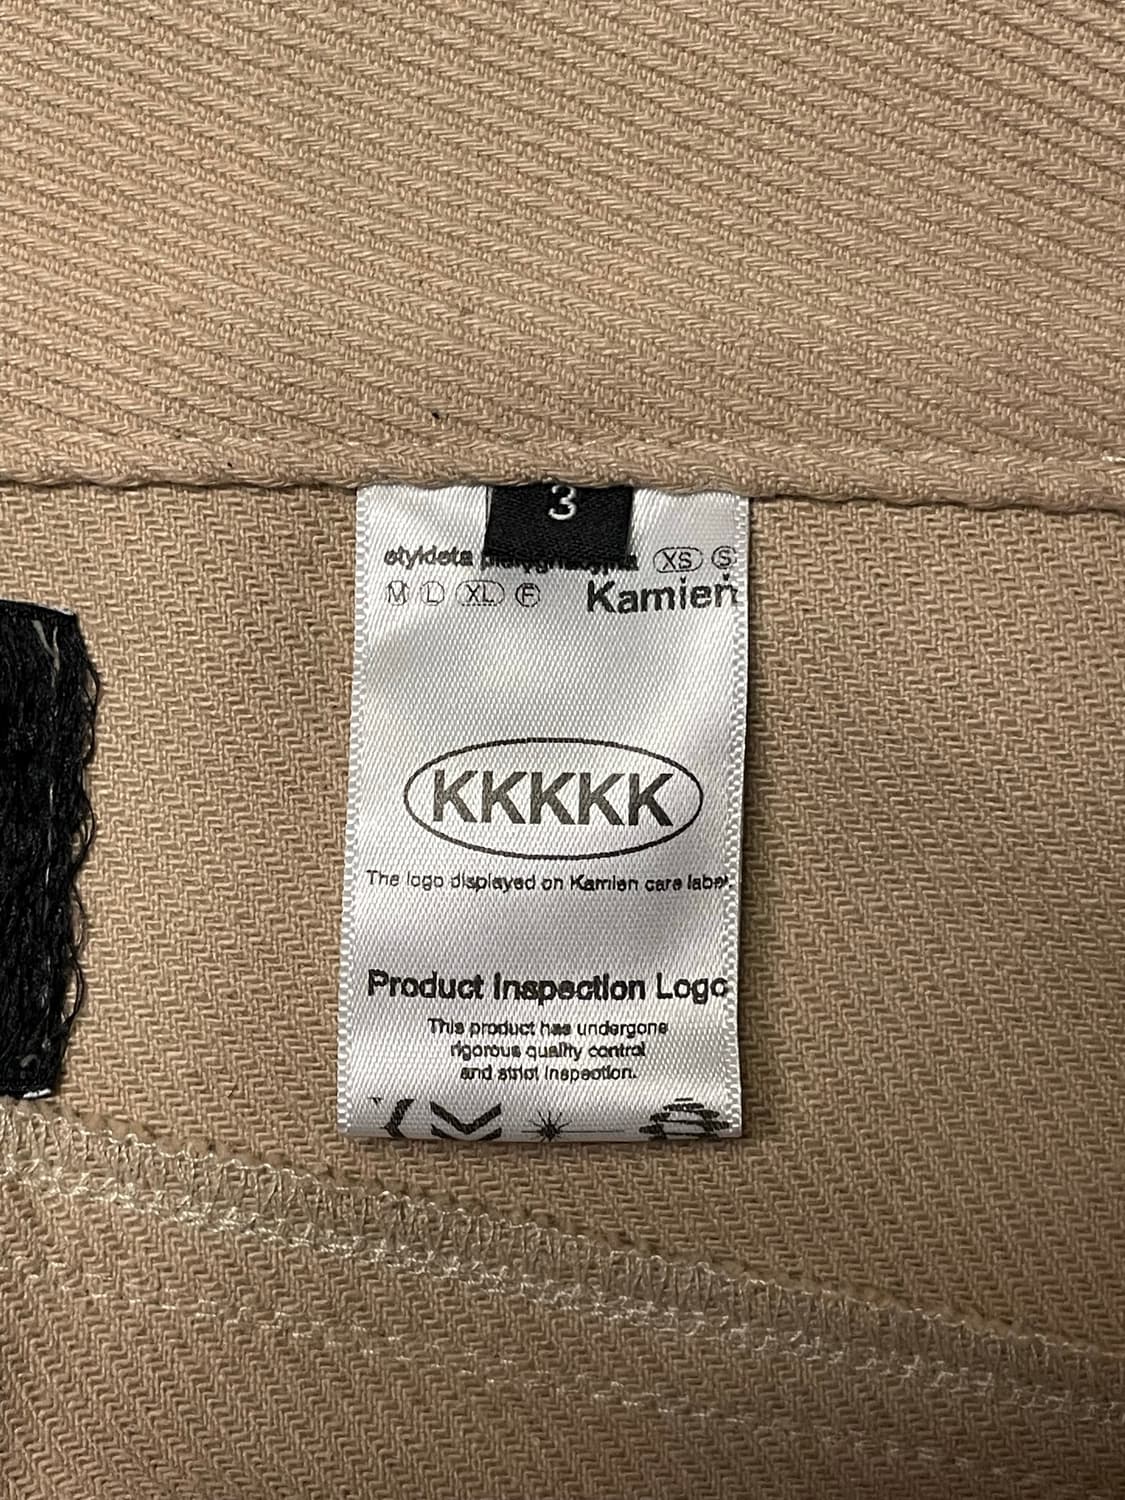 3
etykieta pielęgnacyjna XS S
M L XL F Kamień
KKKKK
The logo displayed on Kamien care label.
Product Inspection Logo
This product has undergone
rigorous quality control
and strict inspection.